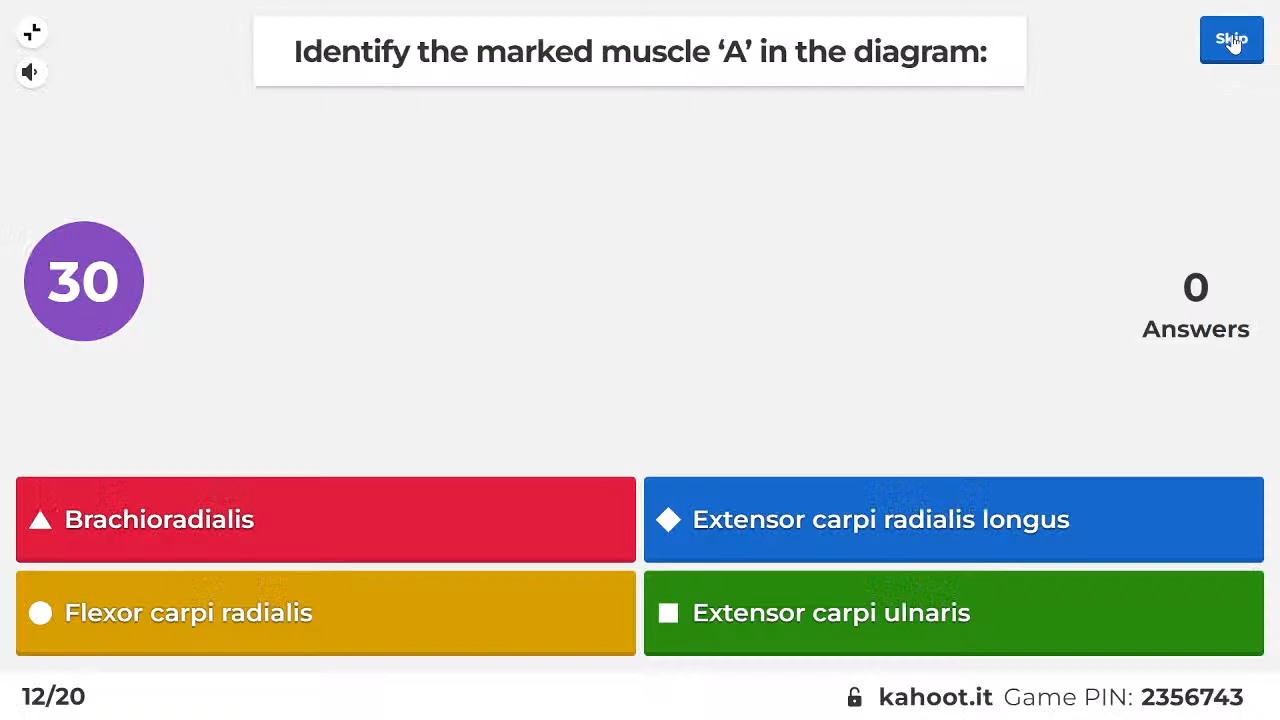 Identify the marked muscle ‘A’ in the diagram:
Skip
30
0
Answers
Brachioradialis
Extensor carpi radialis longus
Flexor carpi radialis
Extensor carpi ulnaris
12/20
kahoot.it Game PIN: 2356743